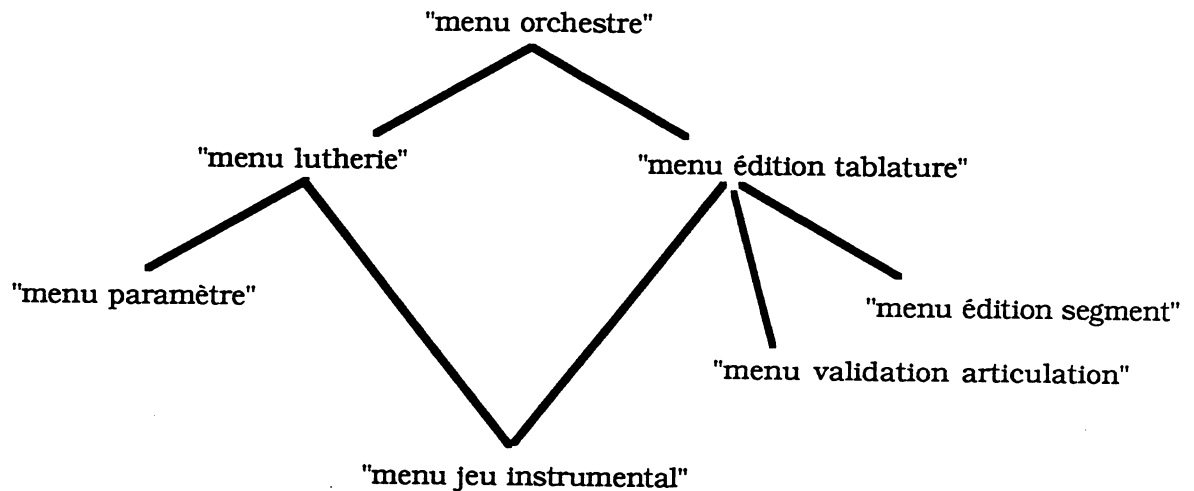 "menu orchestre"
"menu lutherie"
"menu édition tablature"
"menu paramètre"
"menu édition segment"
"menu validation articulation"
"menu jeu instrumental"